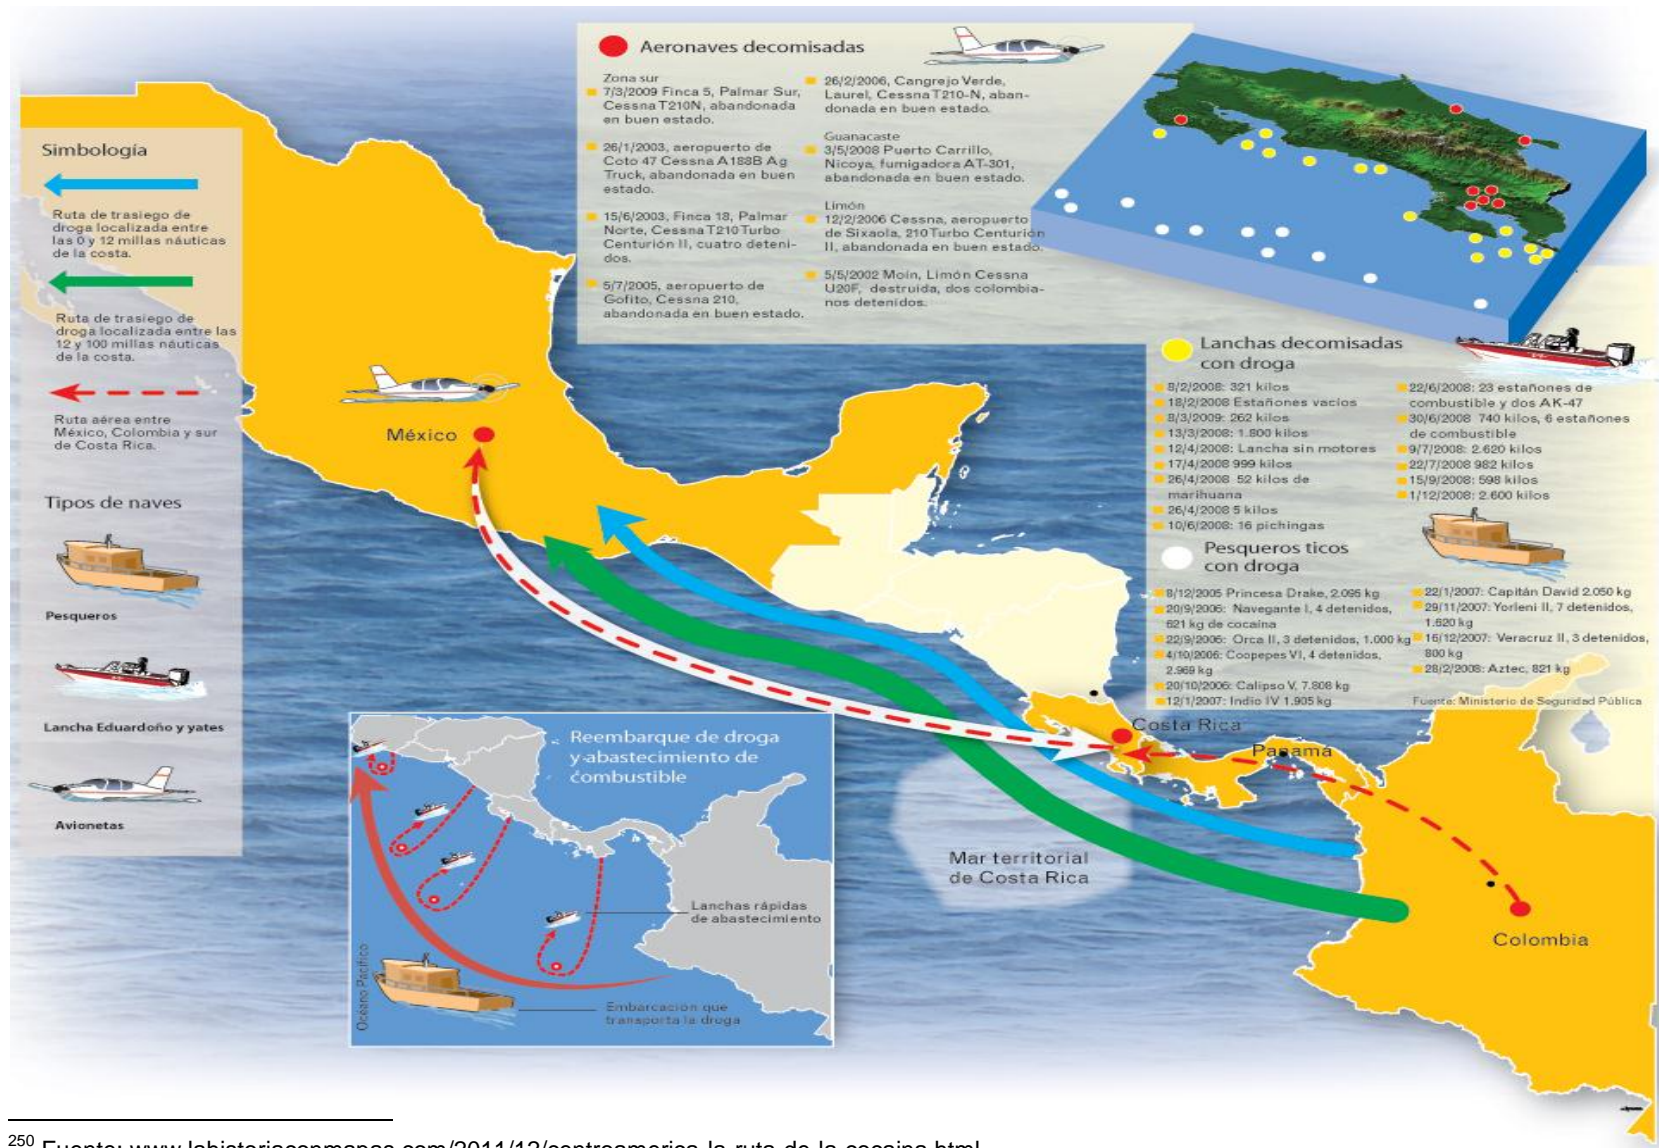 Simbología
Ruta de trasiego de
droga localizada entre
las 0 y 12 millas náuticas
de la costa.
Ruta de trasiego de
droga localizada entre las
12 y 100 millas náuticas
de la costa.
Ruta aérea entre
México, Colombia y sur
de Costa Rica.
Tipos de naves
Pesqueros
Lancha Eduardoño y yates
Avionetas
Aeronaves decomisadas
Zona sur
7/3/2009 Finca 5, Palmar Sur,
Cessna T210N, abandonada
en buen estado.
26/1/2003, aeropuerto de
Coto 47 Cessna A188B Ag
Truck, abandonada en buen
estado.
15/6/2003, Finca 18, Palmar
Norte, Cessna T210 Turbo
Centurión II, cuatro deteni-
dos.
5/7/2005, aeropuerto de
Gofito, Cessna 210,
abandonada en buen estado.
26/2/2006, Cangrejo Verde,
Laurel, Cessna T210-N, aban-
donada en buen estado.
Guanacaste
3/5/2008 Puerto Carrillo,
Nicoya, fumigadora AT-301,
abandonada en buen estado.
Limón
12/2/2006 Cessna, aeropuerto
de Sixaola, 210 Turbo Centurión
II, abandonada en buen estado.
5/5/2002 Moín, Limón Cessna
U20F, destruida, dos colombia-
nos detenidos.
Lanchas decomisadas
con droga
8/2/2008: 321 kilos
18/2/2008 Estañones vacíos
8/3/2009: 262 kilos
13/3/2008: 1.800 kilos
12/4/2008: Lancha sin motores
17/4/2008 999 kilos
26/4/2008 52 kilos de
marihuana
26/4/2008 5 kilos
10/6/2008: 16 pichingas
22/6/2008: 23 estañones de
combustible y dos AK-47
30/6/2008 740 kilos, 6 estañones
de combustible
9/7/2008: 2.620 kilos
22/7/2008 982 kilos
15/9/2008: 598 kilos
1/12/2008: 2.600 kilos
Pesqueros ticos
con droga
8/12/2005 Princesa Drake, 2.095 kg
20/9/2006: Navegante I, 4 detenidos,
621 kg de cocaína
22/9/2006: Orca II, 3 detenidos, 1.000 kg
4/10/2006: Coopepes VI, 4 detenidos,
2.969 kg
20/10/2006: Calipso V, 7.808 kg
12/1/2007: Indio IV 1.905 kg
22/1/2007: Capitán David 2.050 kg
29/11/2007: Yorleni II, 7 detenidos,
1.620 kg
16/12/2007: Veracruz II, 3 detenidos,
800 kg
28/2/2008: Aztec, 821 kg
Fuente: Ministerio de Seguridad Pública
México
Costa Rica
Panamá
Colombia
Mar territorial
de Costa Rica
Reembarque de droga
y abastecimiento de
combustible
Lanchas rápidas
de abastecimiento
Embarcación que
transporta la droga
Océano Pacífico
250 Fuente: www.lahistoriaconmapas.com/2011/12/centroamerica-la-ruta-de-la-cocaina.html